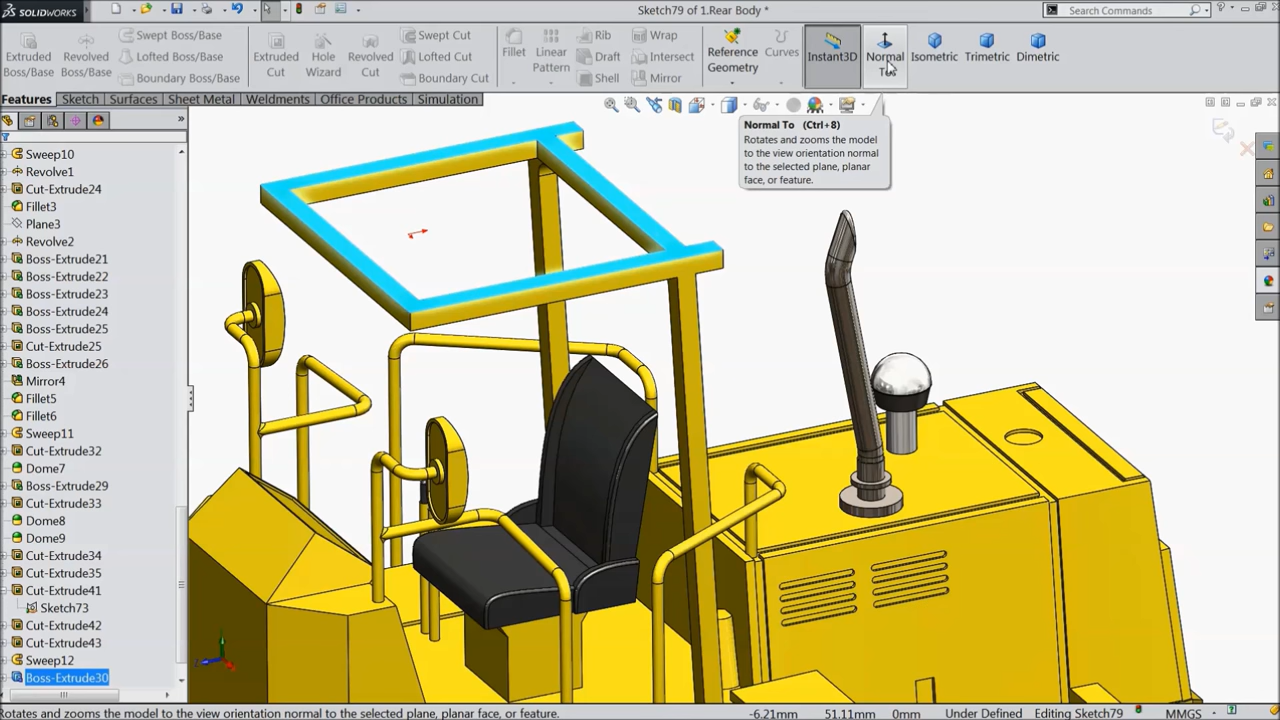 SOLIDWORKS
Sketch79 of 1.Rear Body *
Search Commands
Extruded
Boss/Base
Revolved
Boss/Base
Swept Boss/Base
Lofted Boss/Base
Boundary Boss/Base
Extruded
Cut
Hole
Wizard
Revolved
Cut
Swept Cut
Lofted Cut
Boundary Cut
Fillet
Linear
Pattern
Rib
Draft
Shell
Wrap
Intersect
Mirror
Reference
Geometry
Curves
Instant3D
Normal
To
Isometric
Trimetric
Dimetric
Features
Sketch
Surfaces
Sheet Metal
Weldments
Office Products
Simulation
Normal To (Ctrl+8)
Rotates and zooms the model
to the view orientation normal
to the selected plane, planar
face, or feature.
Sweep10
Revolve1
Cut-Extrude24
Fillet3
Plane3
Revolve2
Boss-Extrude21
Boss-Extrude22
Boss-Extrude23
Boss-Extrude24
Boss-Extrude25
Cut-Extrude25
Boss-Extrude26
Mirror4
Fillet5
Fillet6
Sweep11
Cut-Extrude32
Dome7
Boss-Extrude29
Cut-Extrude33
Dome8
Dome9
Cut-Extrude34
Cut-Extrude35
Cut-Extrude41
Sketch73
Cut-Extrude42
Cut-Extrude43
Sweep12
Boss-Extrude30
Rotates and zooms the model to the view orientation normal to the selected plane, planar face, or feature.
-6.21mm
51.11mm
0mm
Under Defined
Editing Sketch79
MMGS